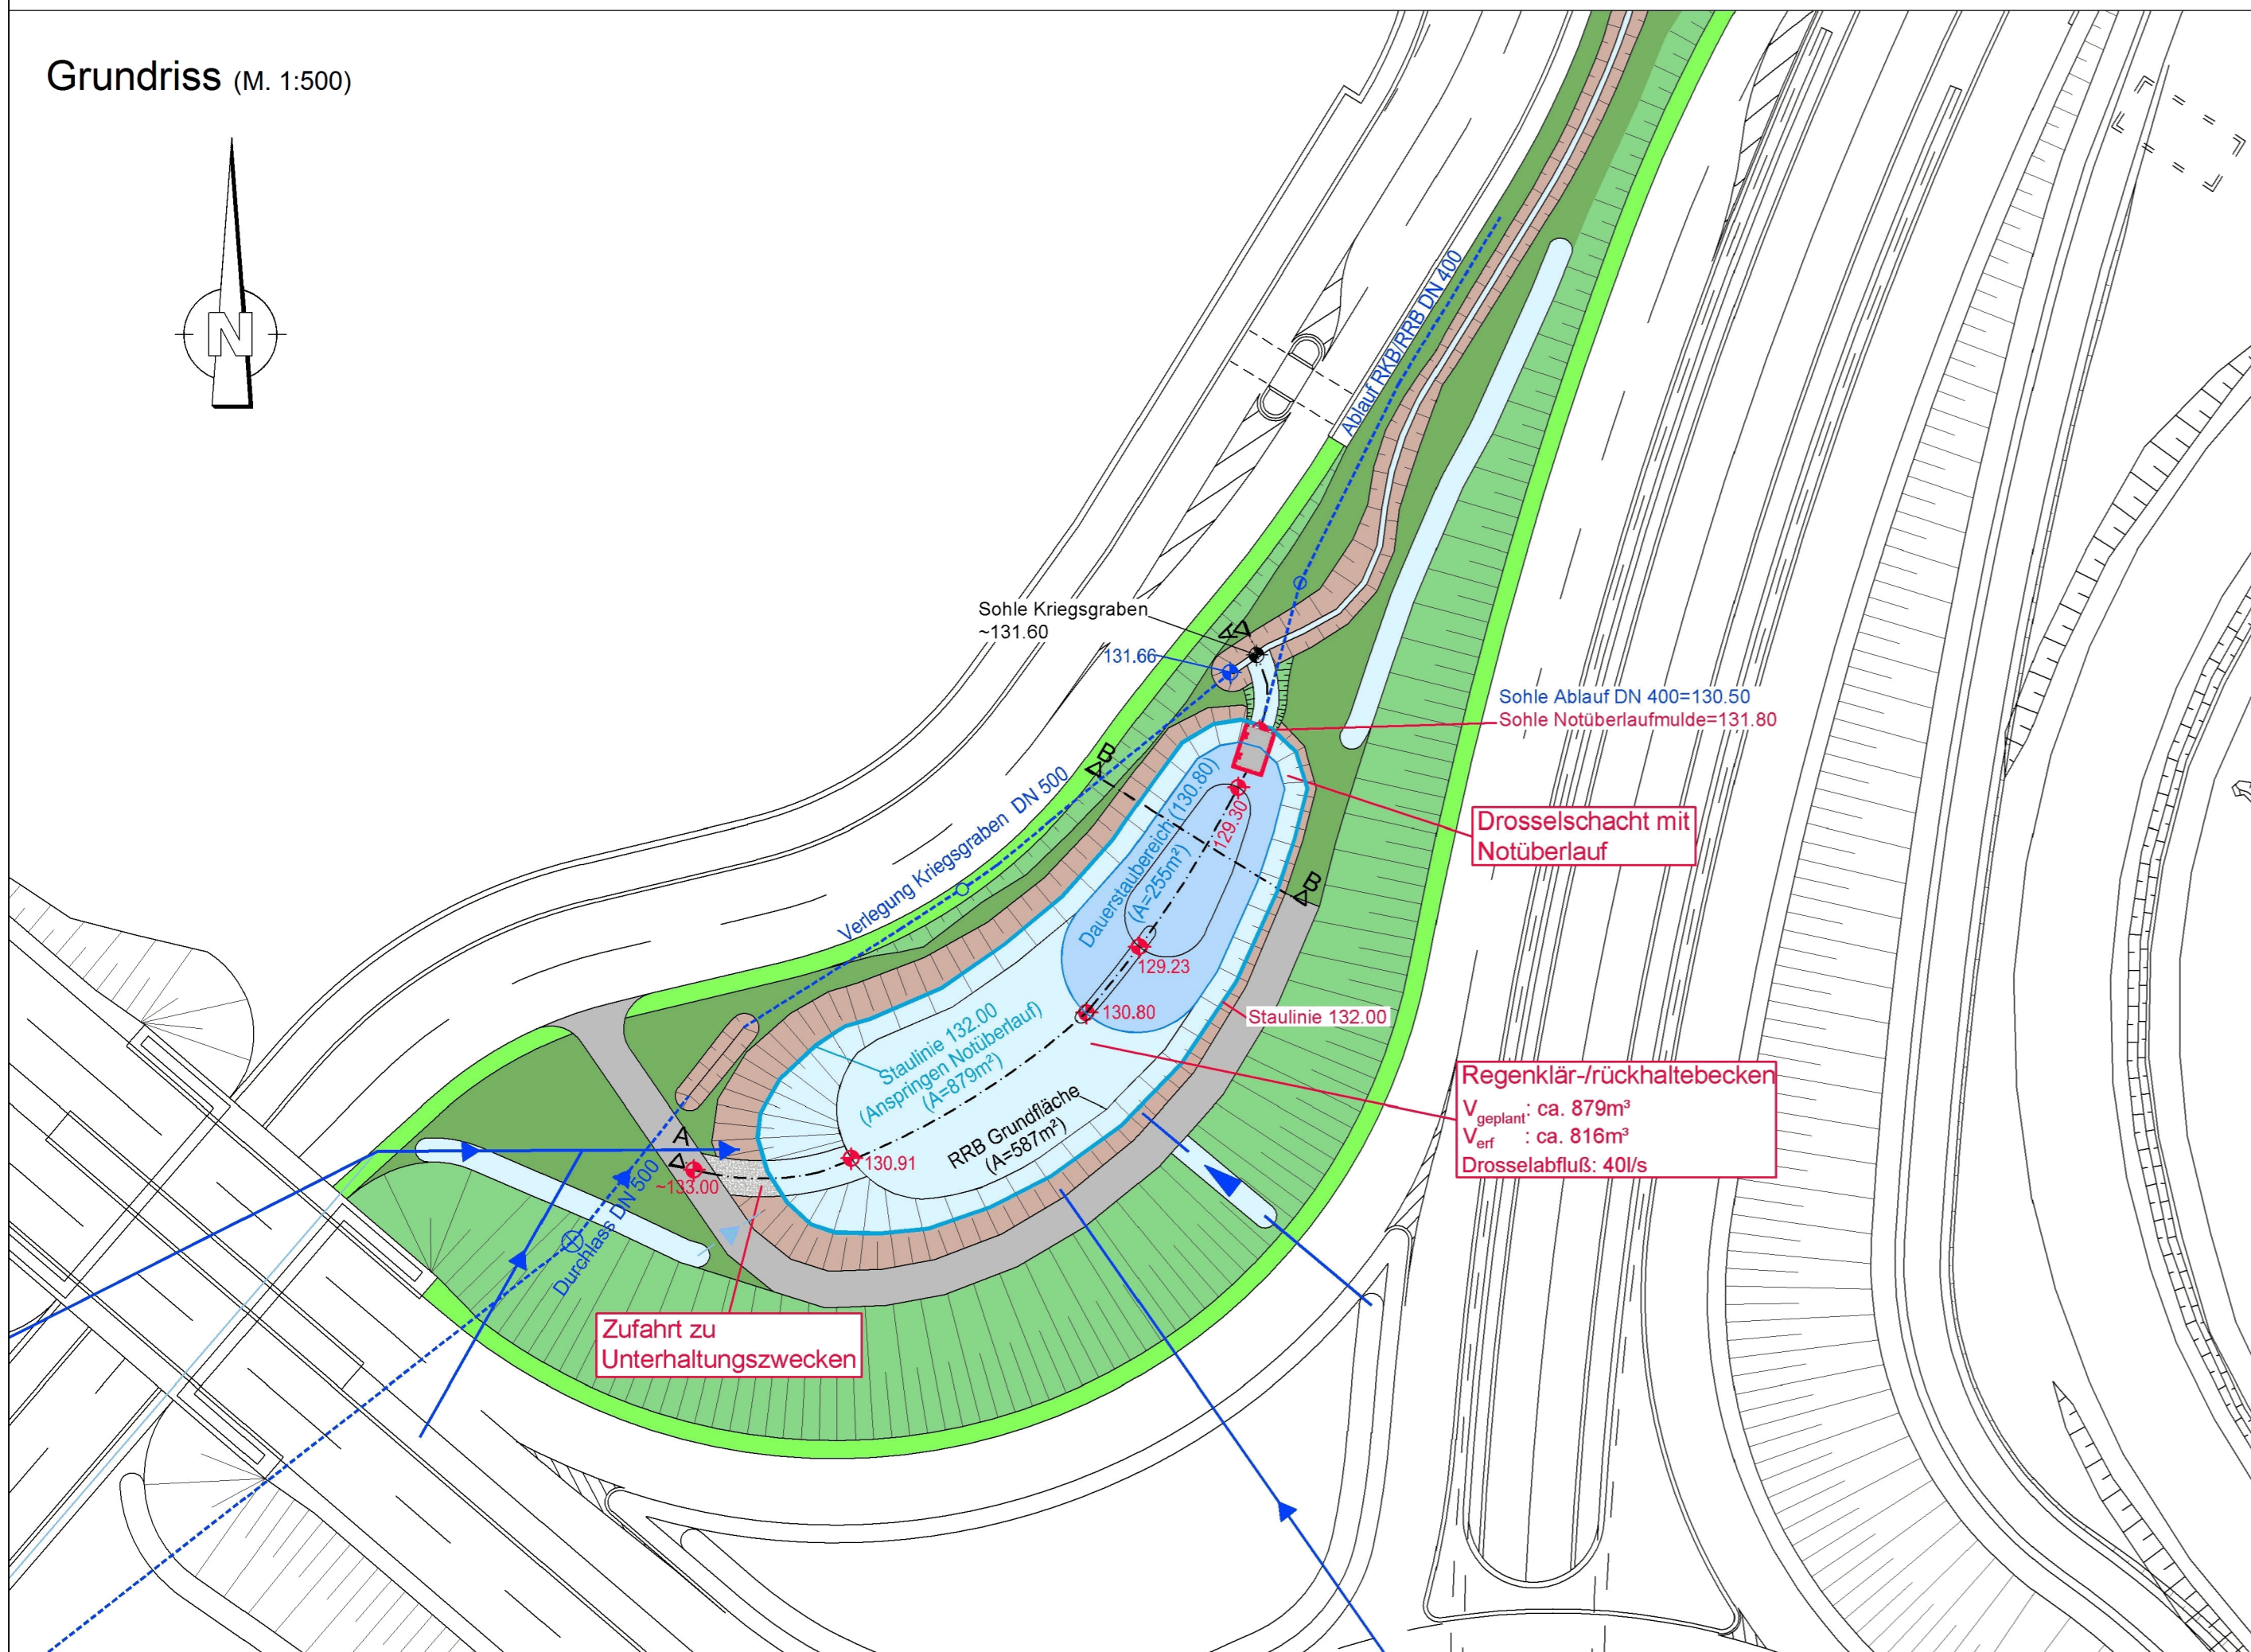 Grundriss (M. 1:500)
N
Ablauf RKB/RRB DN 400
Sohle Kriegsgraben
~131.60
A
131.66
Sohle Ablauf DN 400=130.50
Sohle Notüberlaufmulde=131.80
B
Verlegung Kriegsgraben DN 500
Dauerstaubereich (130.80)
(A=255m²)
129.30
Drosselschacht mit
Notüberlauf
B
129.23
130.80
Staulinie 132.00
Staulinie 132.00
(Anspringen Notüberlauf)
(A=879m²)
RRB Grundfläche
(A=587m²)
Regenklär-/rückhaltebecken
Vgeplant: ca. 879m³
Verf : ca. 816m³
Drosselabfluß: 40l/s
A
130.91
~133.00
Durchlass DN 500
Zufahrt zu
Unterhaltungszwecken